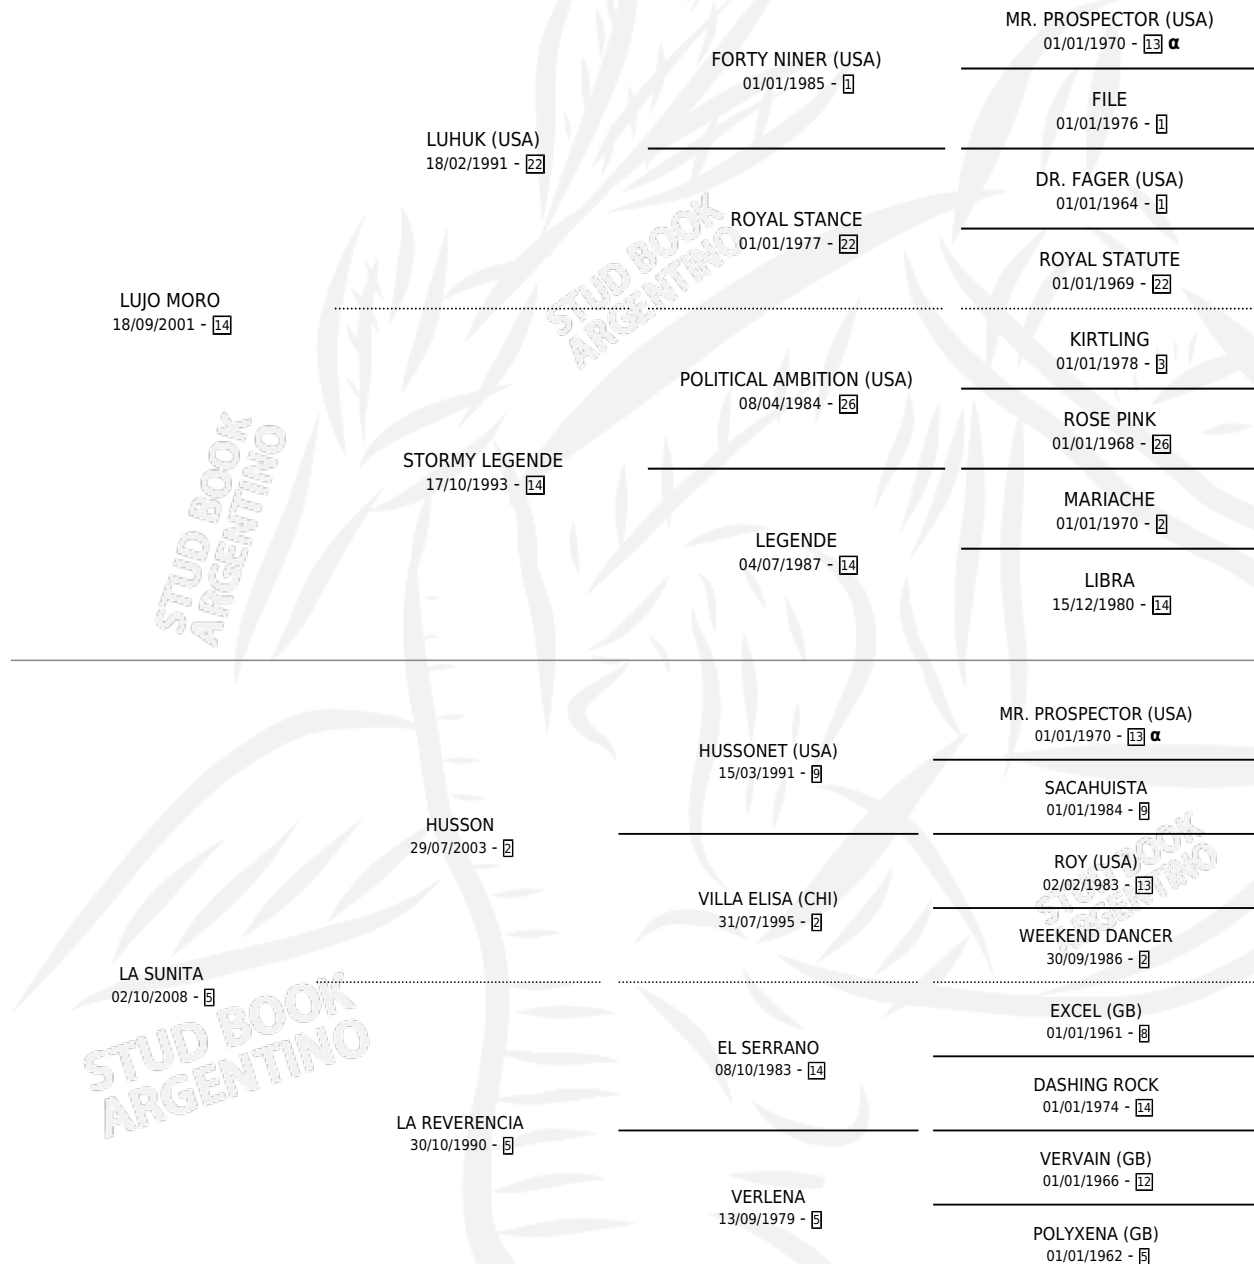 MR. PROSPECTOR (USA)
01/01/1970 - 13 α
FORTY NINER (USA)
01/01/1985 - 1
FILE
01/01/1976 - 1
LUHUK (USA)
18/02/1991 - 22
DR. FAGER (USA)
01/01/1964 - 1
ROYAL STANCE
01/01/1977 - 22
ROYAL STATUTE
01/01/1969 - 22
LUJO MORO
18/09/2001 - 14
KIRTLING
01/01/1978 - 3
POLITICAL AMBITION (USA)
08/04/1984 - 26
ROSE PINK
01/01/1968 - 26
STORMY LEGENDE
17/10/1993 - 14
MARIACHE
01/01/1970 - 2
LEGENDE
04/07/1987 - 14
LIBRA
15/12/1980 - 14
MR. PROSPECTOR (USA)
01/01/1970 - 13 α
HUSSONET (USA)
15/03/1991 - 9
SACAHUISTA
01/01/1984 - 9
HUSSON
29/07/2003 - 2
ROY (USA)
02/02/1983 - 13
VILLA ELISA (CHI)
31/07/1995 - 2
WEEKEND DANCER
30/09/1986 - 2
LA SUNITA
02/10/2008 - 5
EXCEL (GB)
01/01/1961 - 8
EL SERRANO
08/10/1983 - 14
DASHING ROCK
01/01/1974 - 14
LA REVERENCIA
30/10/1990 - 5
VERVAIN (GB)
01/01/1966 - 12
VERLENA
13/09/1979 - 5
POLYXENA (GB)
01/01/1962 - 5
STUD BOOK
ARGENTINO
STUD BOOK
ARGENTINO
STUD BOOK
ARGENTINO
STUD BOOK
ARGENTINO